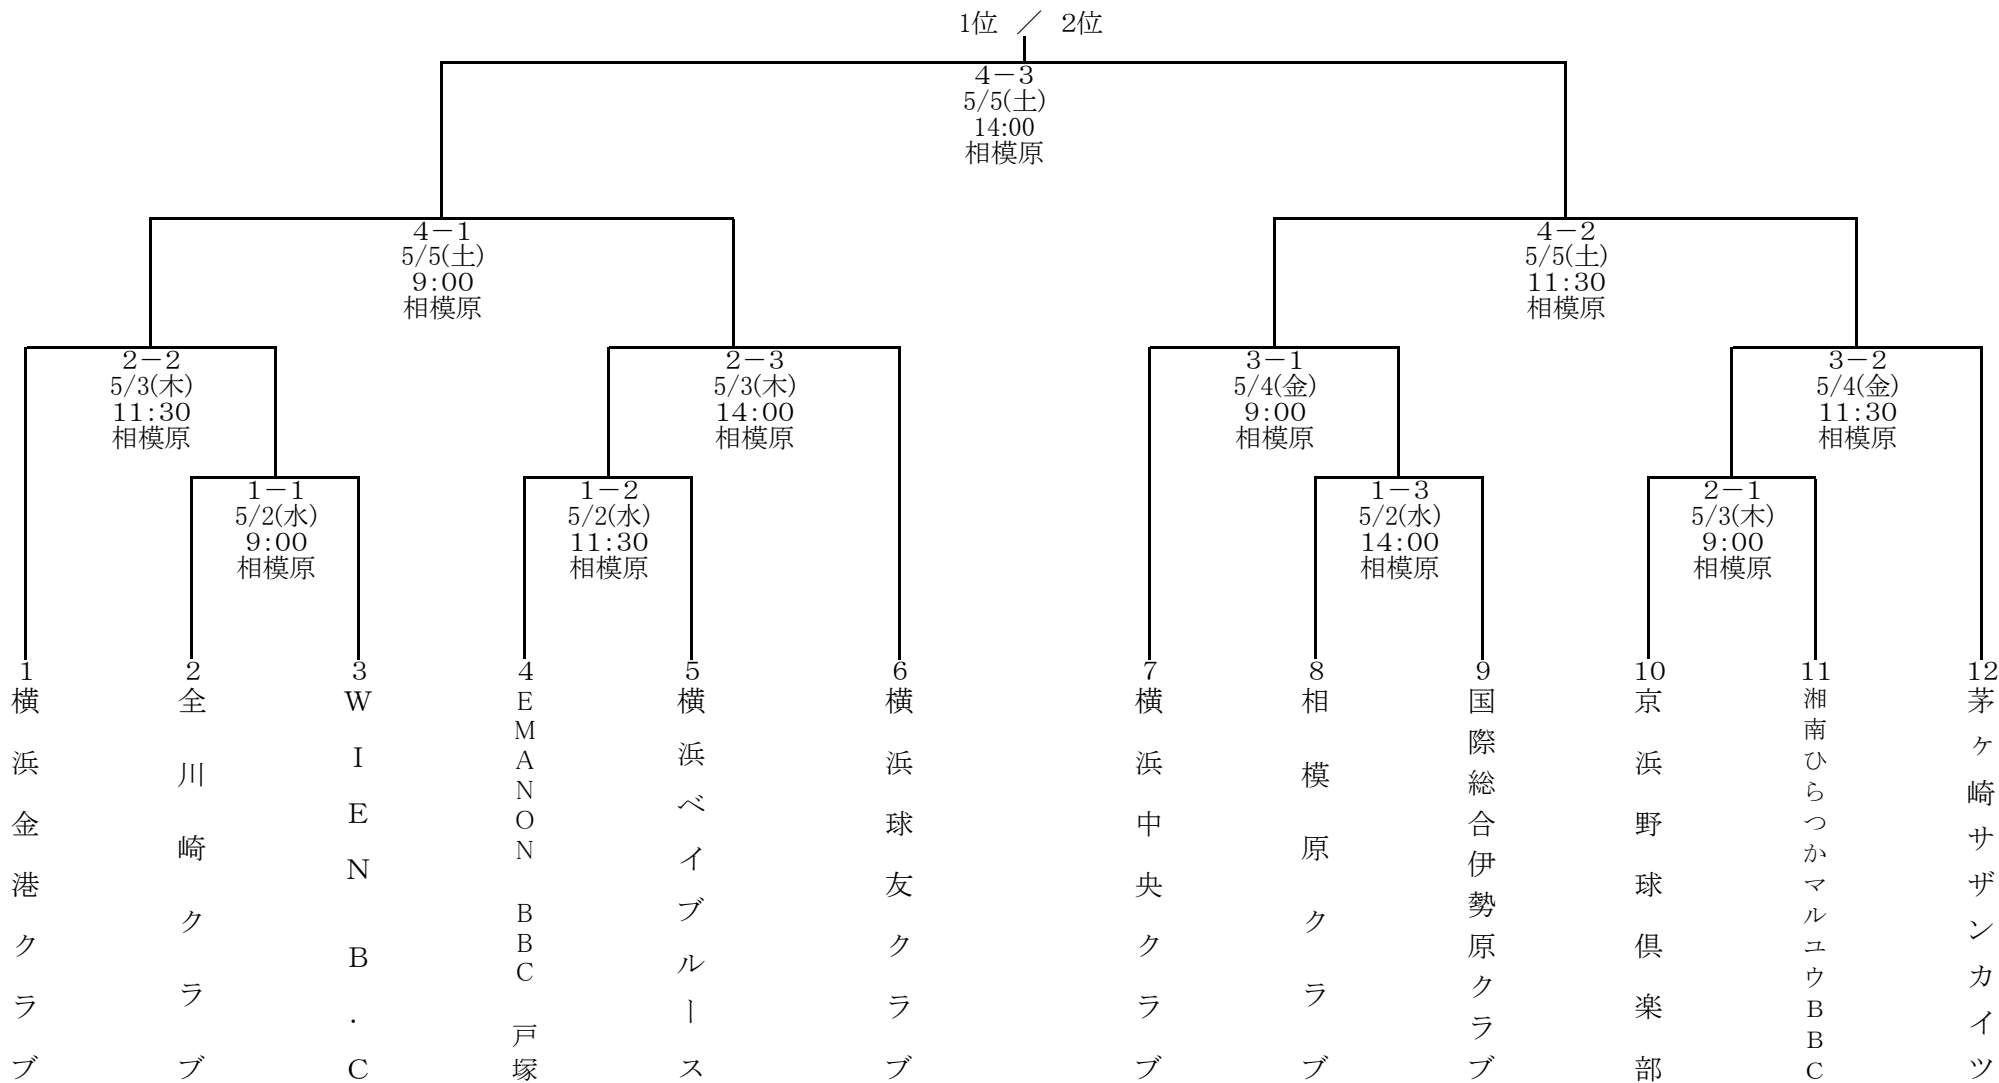 1位 ／ 2位
4－3
5/5(土)
14:00
相模原
4－1
5/5(土)
9:00
相模原
4－2
5/5(土)
11:30
相模原
2－2
5/3(木)
11:30
相模原
2－3
5/3(木)
14:00
相模原
3－1
5/4(金)
9:00
相模原
3－2
5/4(金)
11:30
相模原
1－1
5/2(水)
9:00
相模原
1－2
5/2(水)
11:30
相模原
1－3
5/2(水)
14:00
相模原
2－1
5/3(木)
9:00
相模原
1
横浜金港クラブ
2
全川崎クラブ
3
WIEN B.C
4
EMANON BBC 戸塚
5
横浜ベイブルース
6
横浜球友クラブ
7
横浜中央クラブ
8
相模原クラブ
9
国際総合伊勢原クラブ
10
京浜野球倶楽部
11
湘南ひらつかマルユウBBC
12
茅ヶ崎サザンカイツ